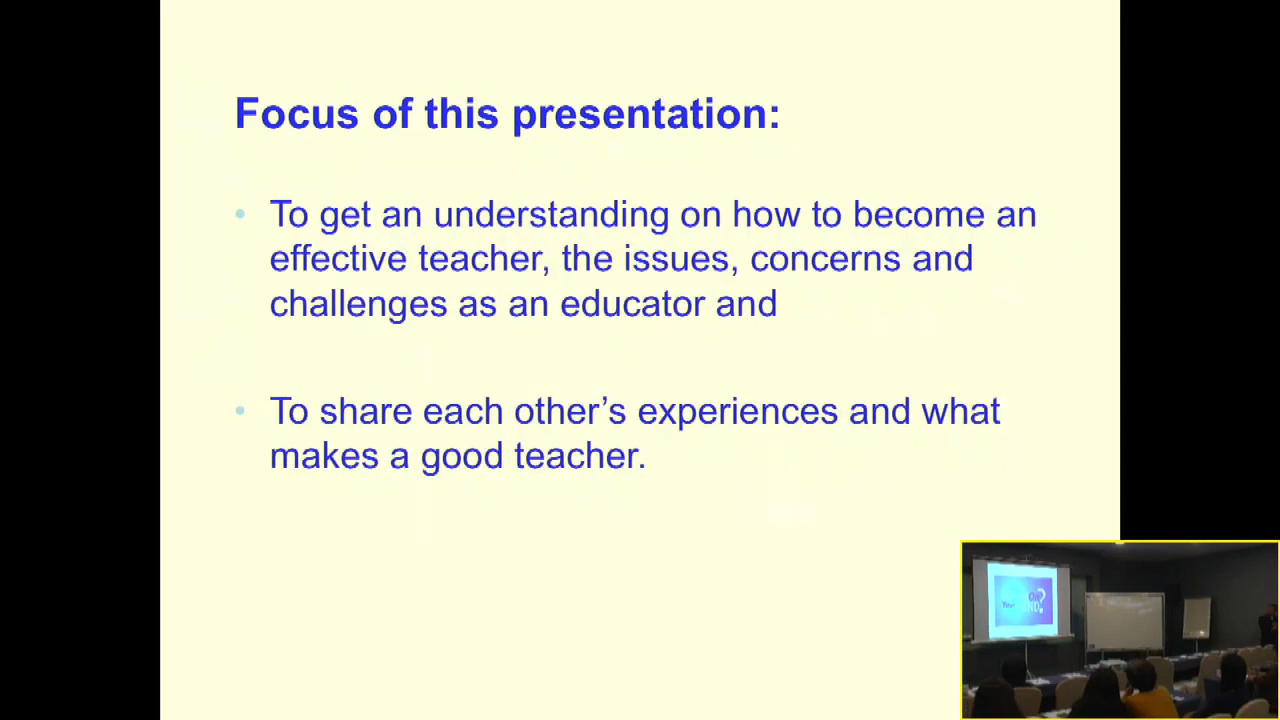 Focus of this presentation:
• To get an understanding on how to become an
effective teacher, the issues, concerns and
challenges as an educator and
• To share each other’s experiences and what
makes a good teacher.